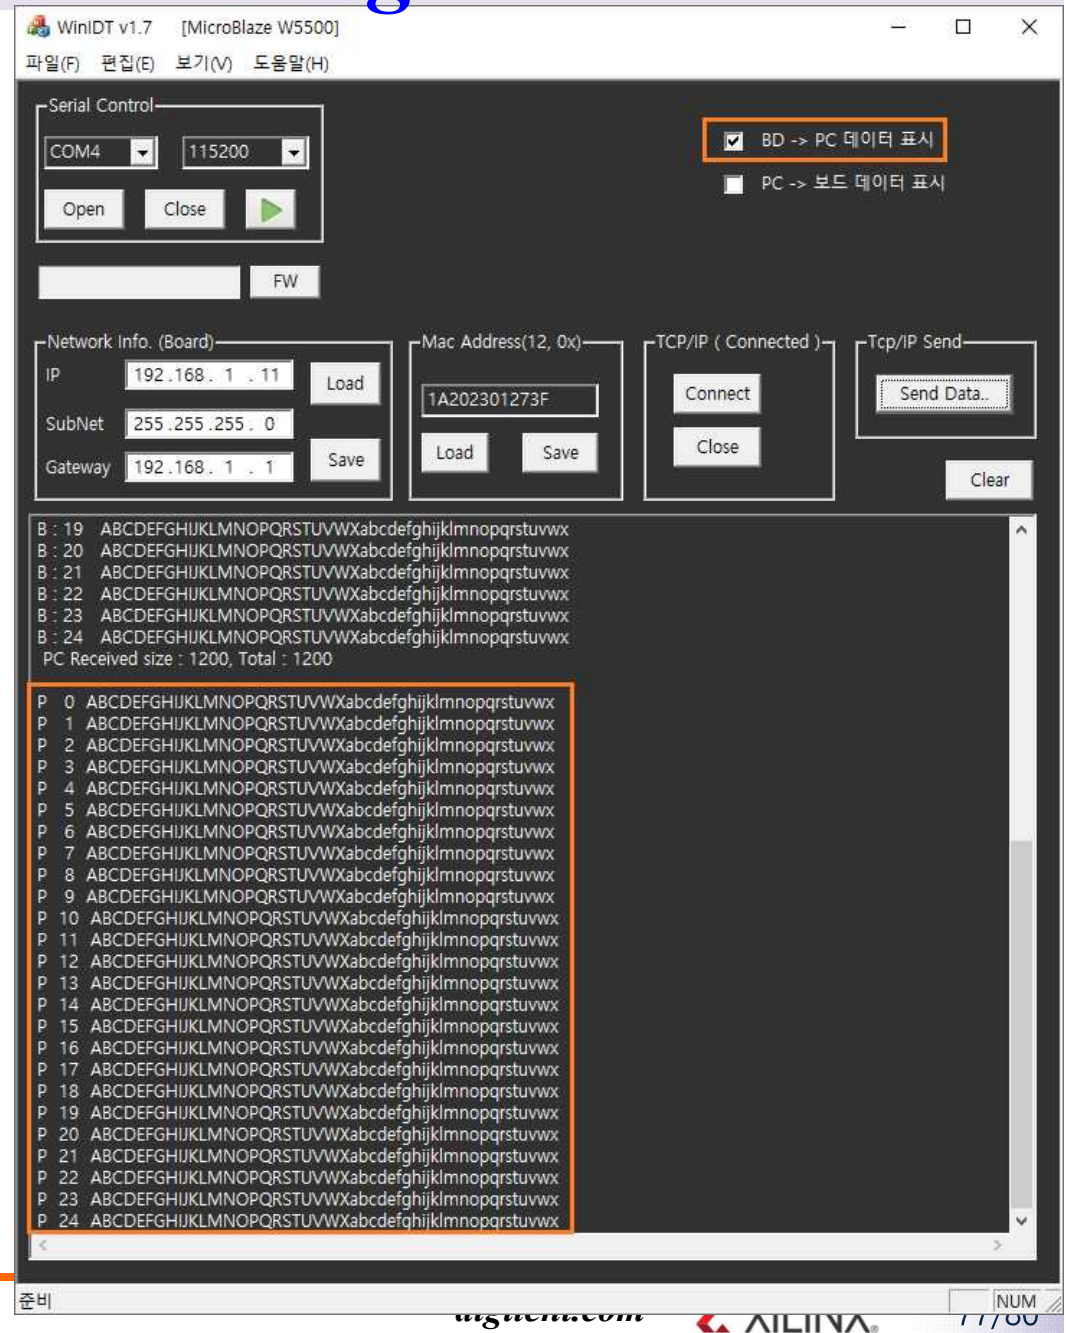 WinIDT v1.7 [MicroBlaze W5500]
파일(F) 편집(E) 보기(V) 도움말(H)
Serial Control
COM4 115200
Open Close
BD -> PC 데이터 표시
PC -> 보드 데이터 표시
FW
Network Info. (Board)
IP 192 .168 . 1 . 11
Load
SubNet 255 .255 .255 . 0
Gateway 192 .168 . 1 . 1
Save
Mac Address(12, 0x)
1A202301273F
Load Save
TCP/IP ( Connected )
Connect
Close
Tcp/IP Send
Send Data..
Clear
B : 19 ABCDEFGHIJKLMNOPQRSTUVWXabcdefghijklmnopqrstuvwx
B : 20 ABCDEFGHIJKLMNOPQRSTUVWXabcdefghijklmnopqrstuvwx
B : 21 ABCDEFGHIJKLMNOPQRSTUVWXabcdefghijklmnopqrstuvwx
B : 22 ABCDEFGHIJKLMNOPQRSTUVWXabcdefghijklmnopqrstuvwx
B : 23 ABCDEFGHIJKLMNOPQRSTUVWXabcdefghijklmnopqrstuvwx
B : 24 ABCDEFGHIJKLMNOPQRSTUVWXabcdefghijklmnopqrstuvwx
PC Received size : 1200, Total : 1200
P 0 ABCDEFGHIJKLMNOPQRSTUVWXabcdefghijklmnopqrstuvwx
P 1 ABCDEFGHIJKLMNOPQRSTUVWXabcdefghijklmnopqrstuvwx
P 2 ABCDEFGHIJKLMNOPQRSTUVWXabcdefghijklmnopqrstuvwx
P 3 ABCDEFGHIJKLMNOPQRSTUVWXabcdefghijklmnopqrstuvwx
P 4 ABCDEFGHIJKLMNOPQRSTUVWXabcdefghijklmnopqrstuvwx
P 5 ABCDEFGHIJKLMNOPQRSTUVWXabcdefghijklmnopqrstuvwx
P 6 ABCDEFGHIJKLMNOPQRSTUVWXabcdefghijklmnopqrstuvwx
P 7 ABCDEFGHIJKLMNOPQRSTUVWXabcdefghijklmnopqrstuvwx
P 8 ABCDEFGHIJKLMNOPQRSTUVWXabcdefghijklmnopqrstuvwx
P 9 ABCDEFGHIJKLMNOPQRSTUVWXabcdefghijklmnopqrstuvwx
P 10 ABCDEFGHIJKLMNOPQRSTUVWXabcdefghijklmnopqrstuvwx
P 11 ABCDEFGHIJKLMNOPQRSTUVWXabcdefghijklmnopqrstuvwx
P 12 ABCDEFGHIJKLMNOPQRSTUVWXabcdefghijklmnopqrstuvwx
P 13 ABCDEFGHIJKLMNOPQRSTUVWXabcdefghijklmnopqrstuvwx
P 14 ABCDEFGHIJKLMNOPQRSTUVWXabcdefghijklmnopqrstuvwx
P 15 ABCDEFGHIJKLMNOPQRSTUVWXabcdefghijklmnopqrstuvwx
P 16 ABCDEFGHIJKLMNOPQRSTUVWXabcdefghijklmnopqrstuvwx
P 17 ABCDEFGHIJKLMNOPQRSTUVWXabcdefghijklmnopqrstuvwx
P 18 ABCDEFGHIJKLMNOPQRSTUVWXabcdefghijklmnopqrstuvwx
P 19 ABCDEFGHIJKLMNOPQRSTUVWXabcdefghijklmnopqrstuvwx
P 20 ABCDEFGHIJKLMNOPQRSTUVWXabcdefghijklmnopqrstuvwx
P 21 ABCDEFGHIJKLMNOPQRSTUVWXabcdefghijklmnopqrstuvwx
P 22 ABCDEFGHIJKLMNOPQRSTUVWXabcdefghijklmnopqrstuvwx
P 23 ABCDEFGHIJKLMNOPQRSTUVWXabcdefghijklmnopqrstuvwx
P 24 ABCDEFGHIJKLMNOPQRSTUVWXabcdefghijklmnopqrstuvwx
준비 NUM
XILINX